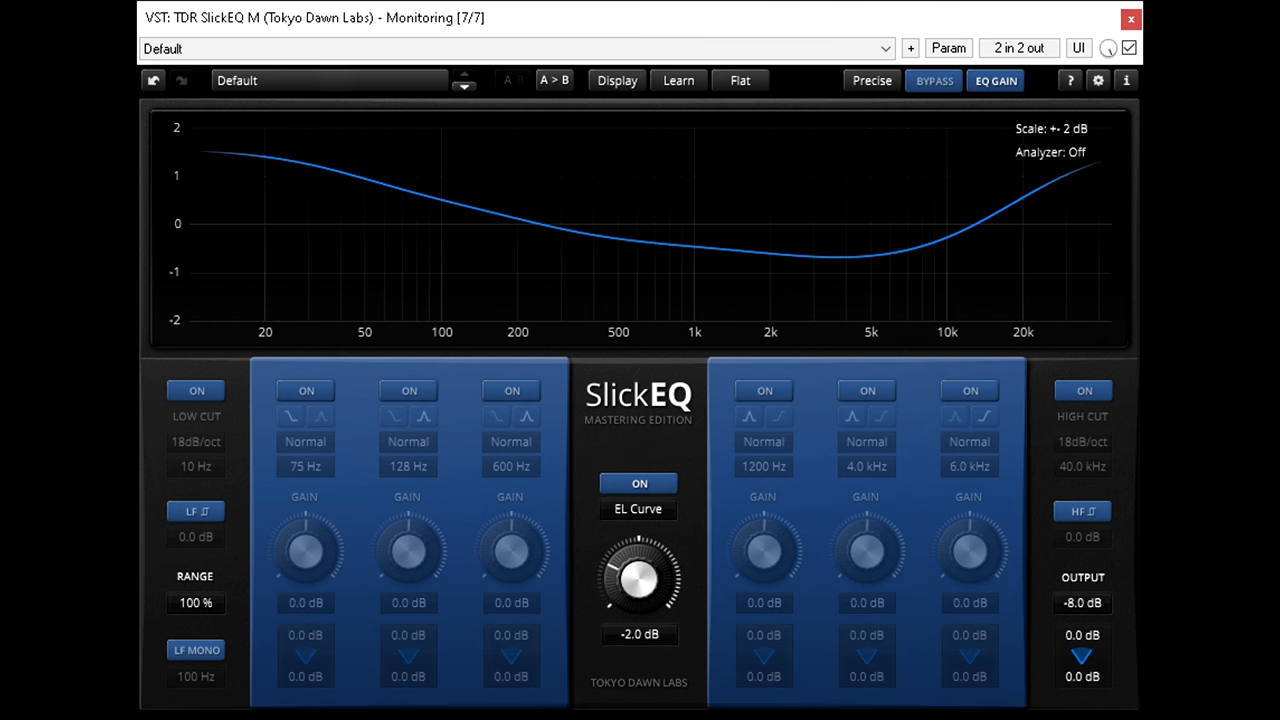 VST: TDR SlickEQ M (Tokyo Dawn Labs) - Monitoring [7/7] x
Default + Param 2 in 2 out UI
Default A B A > B Display Learn Flat Precise BYPASS EQ GAIN ? i
Scale: +- 2 dB
Analyzer: Off
2
1
0
-1
-2
20 50 100 200 500 1k 2k 5k 10k 20k
ON ON ON ON ON ON ON ON
LOW CUT SlickEQ HIGH CUT
MASTERING EDITION
18dB/oct Normal Normal Normal Normal Normal Normal 18dB/oct
10 Hz 75 Hz 128 Hz 600 Hz 1200 Hz 4.0 kHz 6.0 kHz 40.0 kHz
ON
GAIN GAIN GAIN GAIN GAIN GAIN
LF EL Curve HF
0.0 dB 0.0 dB
RANGE OUTPUT
100 % 0.0 dB 0.0 dB 0.0 dB 0.0 dB 0.0 dB 0.0 dB -8.0 dB
0.0 dB 0.0 dB 0.0 dB -2.0 dB 0.0 dB 0.0 dB 0.0 dB 0.0 dB
LF MONO
100 Hz 0.0 dB 0.0 dB 0.0 dB TOKYO DAWN LABS 0.0 dB 0.0 dB 0.0 dB 0.0 dB